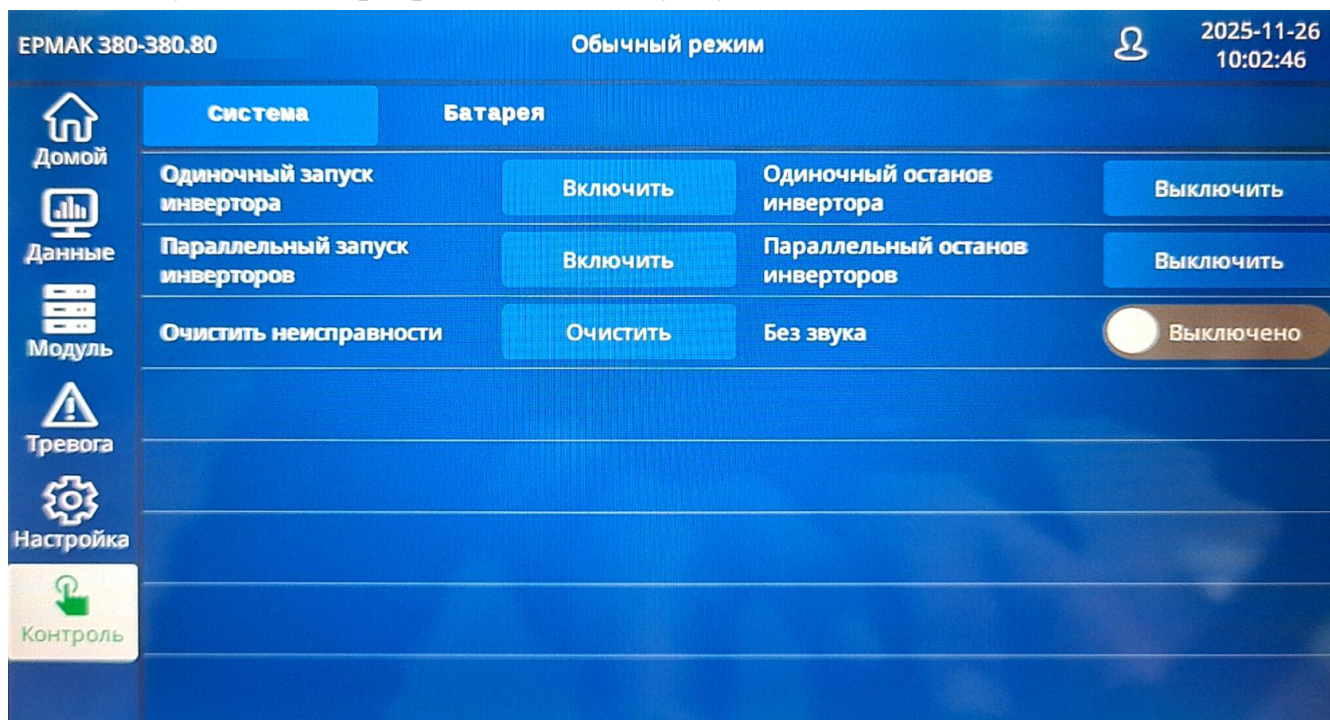 ЕРМАК 380-380.80
Обычный режим
2025-11-26
10:02:46
Система
Батарея
Домой
Данные
Модуль
Тревога
Настройка
Контроль
Одиночный запуск
инвертора
Включить
Одиночный останов
инвертора
Выключить
Параллельный запуск
инверторов
Включить
Параллельный останов
инверторов
Выключить
Очистить неисправности
Очистить
Без звука
Выключено